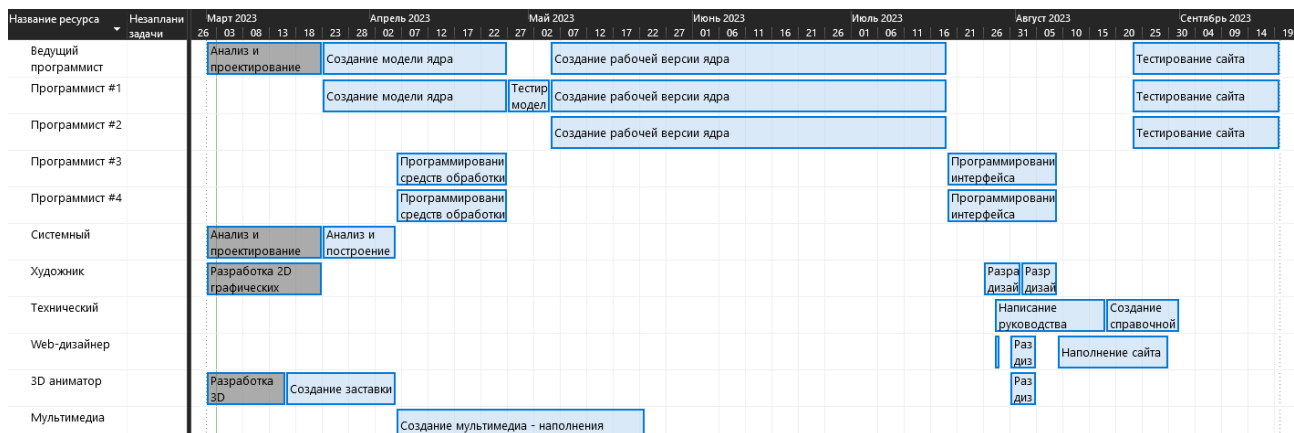 Название ресурса Незаплани Март 2023 Апрель 2023 Май 2023 Июнь 2023 Июль 2023 Август 2023 Сентябрь 2023
задачи 26 03 08 13 18 23 28 02 07 12 17 22 27 02 07 12 17 22 27 01 06 11 16 21 26 01 06 11 16 21 26 31 05 10 15 20 25 30 04 09 14 19
Ведущий Анализ и
программист проектирование Создание модели ядра Создание рабочей версии ядра Тестирование сайта
Программист #1 Создание модели ядра Тестир Создание рабочей версии ядра Тестирование сайта
модел
Программист #2 Создание рабочей версии ядра Тестирование сайта
Программист #3 Программировани Программировани
средств обработки интерфейса
Программист #4 Программировани Программировани
средств обработки интерфейса
Системный Анализ и Анализ и
проектирование построение
Художник Разработка 2D Разра Разр
графических дизай дизай
Технический Написание Создание
руководства справочной
Web-дизайнер Раз Наполнение сайта
диз
3D аниматор Разработка Создание заставки Раз
3D диз
Мультимедиа Создание мультимедиа - наполнения